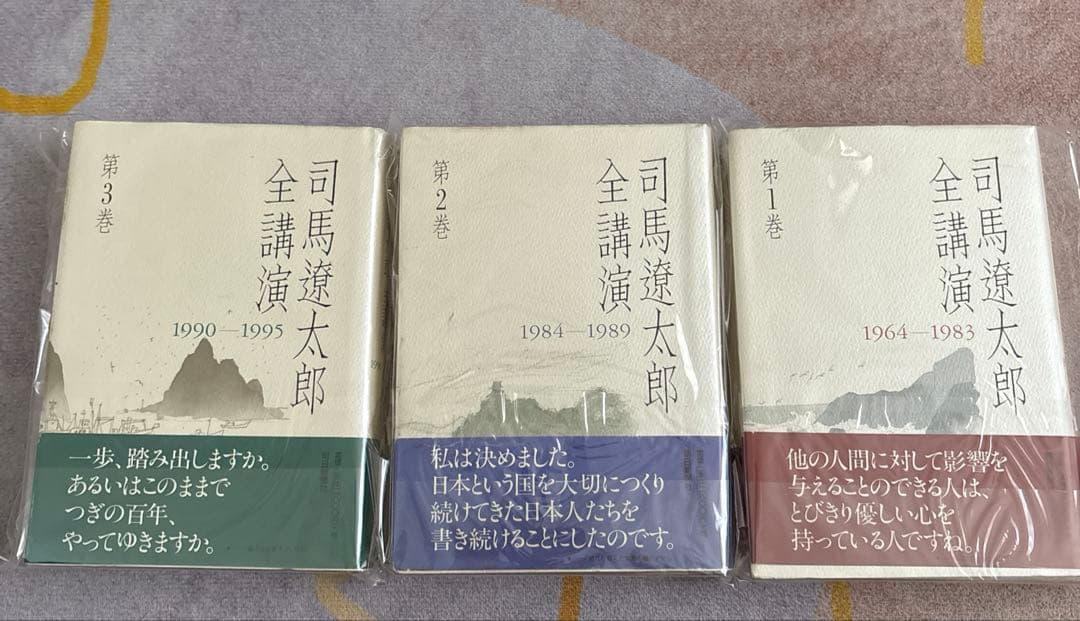 第3巻
司馬遼太郎
全講演
1990—1995
一歩、踏み出しますか。
あるいはこのままで
つぎの百年、
やってゆきますか。
第2巻
司馬遼太郎
全講演
1984—1989
私は決めました。
日本という国を大切につくり
続けてきた日本人たちを
書き続けることにしたのです。
第1巻
司馬遼太郎
全講演
1964—1983
他の人間に対して影響を
与えることのできる人は、
とびきり優しい心を
持っている人ですね。